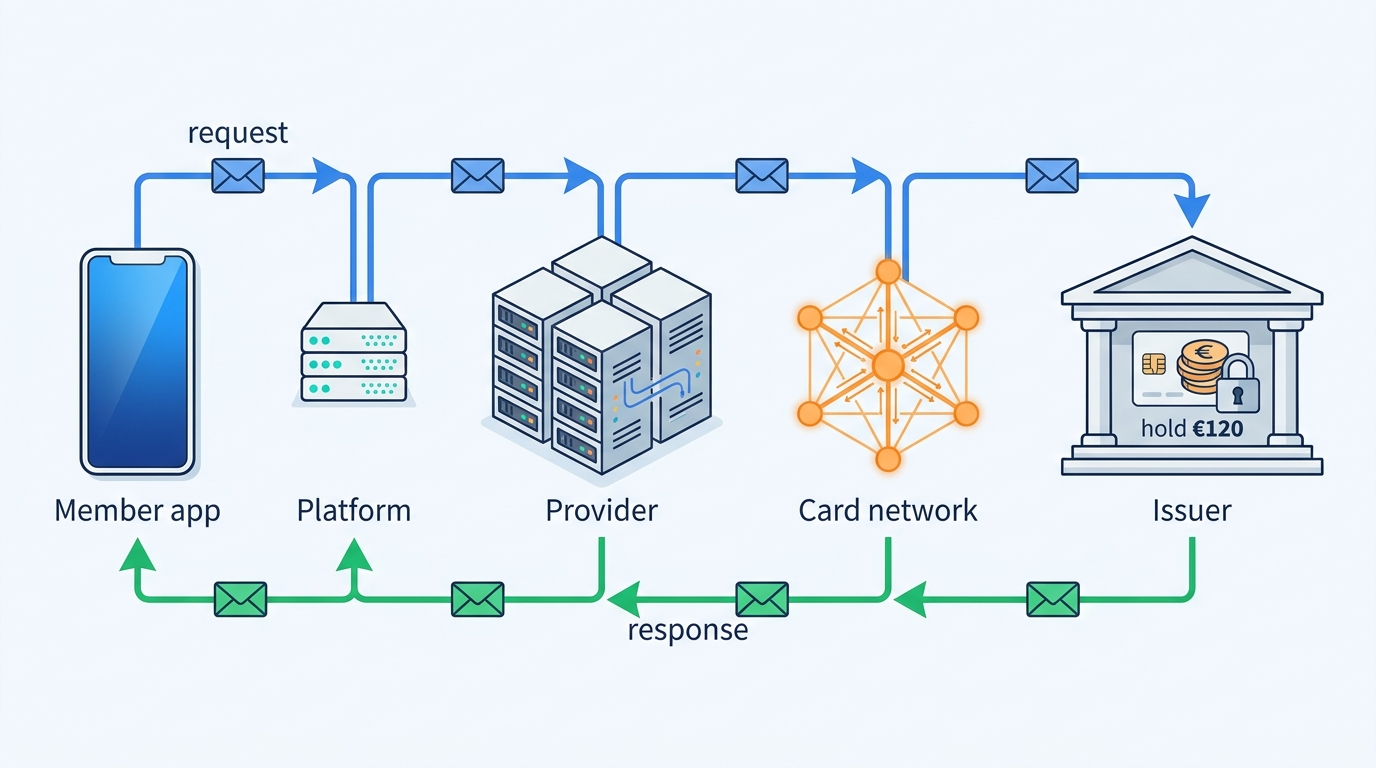 request
hold €120
Member app
Platform
Provider
Card network
Issuer
response